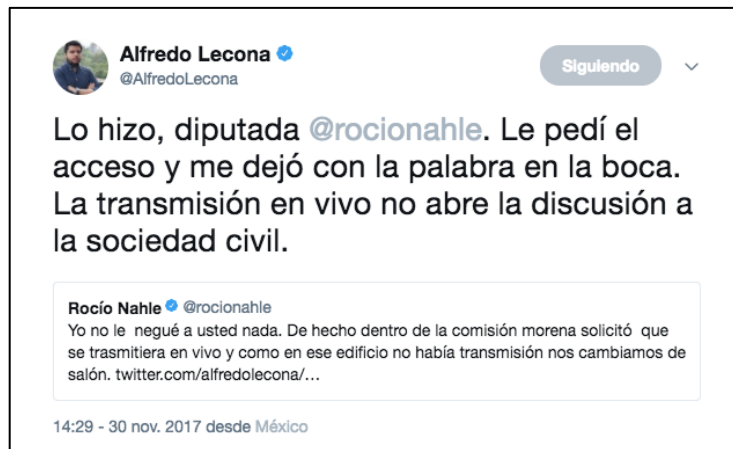 Alfredo Lecona
@AlfredoLecona
Siguiendo
Lo hizo, diputada @rocionahle. Le pedí el
acceso y me dejó con la palabra en la boca.
La transmisión en vivo no abre la discusión a
la sociedad civil.
Rocío Nahle @rocionahle
Yo no le negué a usted nada. De hecho dentro de la comisión morena solicitó que
se trasmitiera en vivo y como en ese edificio no había transmisión nos cambiamos de
salón. twitter.com/alfredolecona/...
14:29 - 30 nov. 2017 desde México